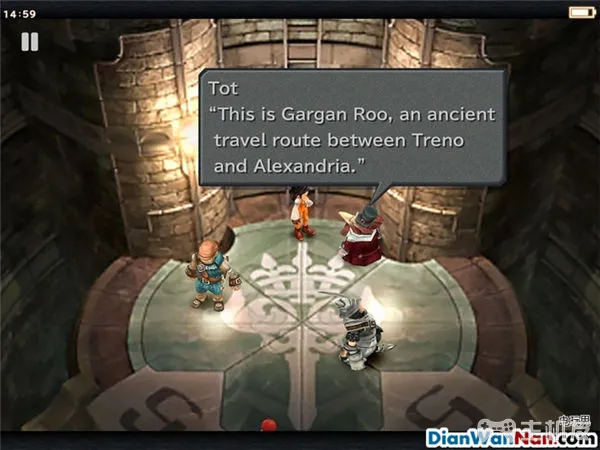 14:59
Tot
“This is Gargan Roo, an ancient
travel route between Treno
and Alexandria.”
DianWanNan.com